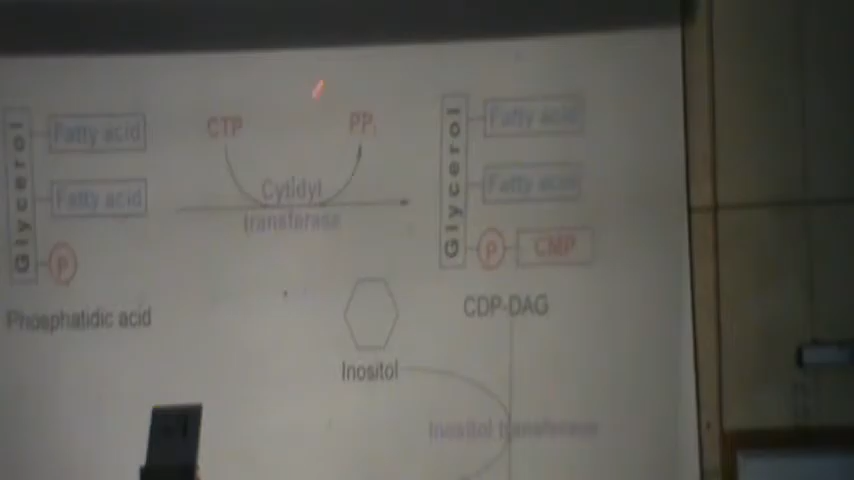 Glycerol
Fatty acid
Fatty acid
P
Phosphatidic acid
CTP
PPi
Cytidyl
transferase
Glycerol
Fatty acid
Fatty acid
P
CMP
CDP-DAG
Inositol
Inositol transferase